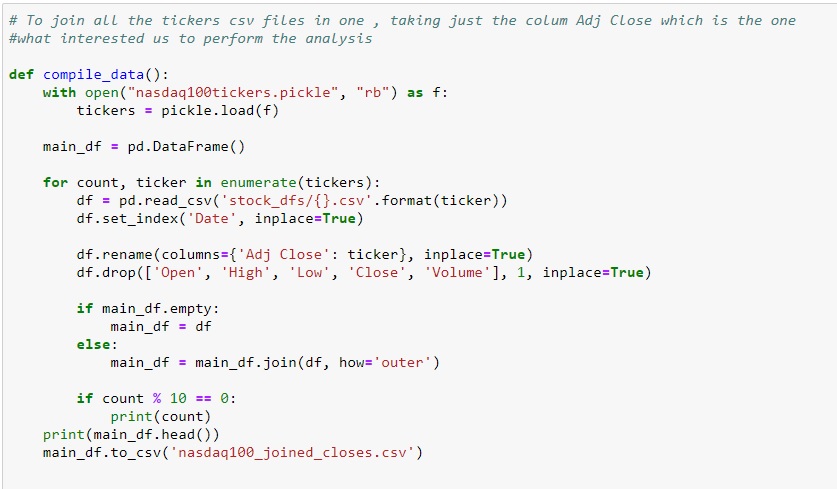 # To join all the tickers csv files in one , taking just the colum Adj Close which is the one
#what interested us to perform the analysis
def compile_data():
    with open("nasdaq100tickers.pickle", "rb") as f:
        tickers = pickle.load(f)
    main_df = pd.DataFrame()
    for count, ticker in enumerate(tickers):
        df = pd.read_csv('stock_dfs/{}.csv'.format(ticker))
        df.set_index('Date', inplace=True)
        df.rename(columns={'Adj Close': ticker}, inplace=True)
        df.drop(['Open', 'High', 'Low', 'Close', 'Volume'], 1, inplace=True)
        if main_df.empty:
            main_df = df
        else:
            main_df = main_df.join(df, how='outer')
        if count % 10 == 0:
            print(count)
    print(main_df.head())
    main_df.to_csv('nasdaq100_joined_closes.csv')